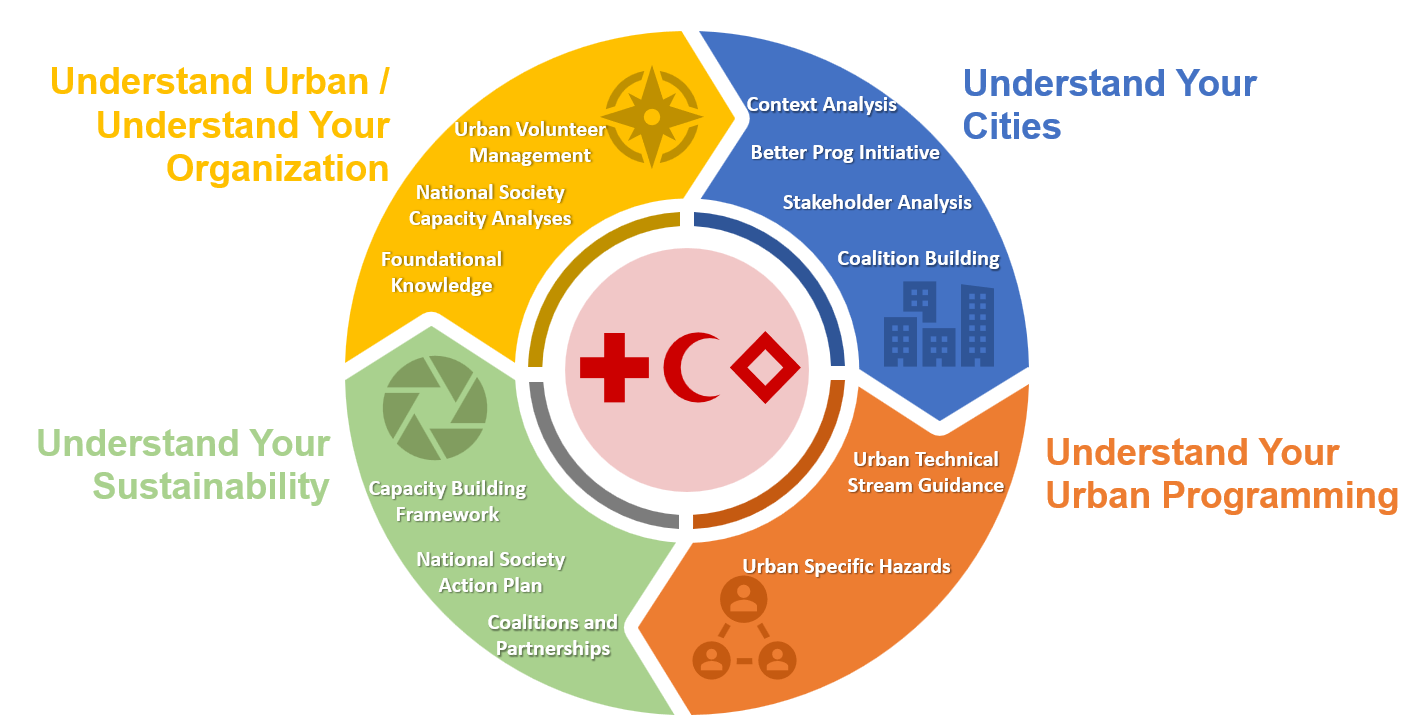 Understand Urban /
Understand Your
Organization
Urban Volunteer
Management
National Society
Capacity Analyses
Foundational
Knowledge
Understand Your
Cities
Context Analysis
Better Prog Initiative
Stakeholder Analysis
Coalition Building
Understand Your
Urban Programming
Urban Technical
Stream Guidance
Urban Specific Hazards
Understand Your
Sustainability
Capacity Building
Framework
National Society
Action Plan
Coalitions and
Partnerships